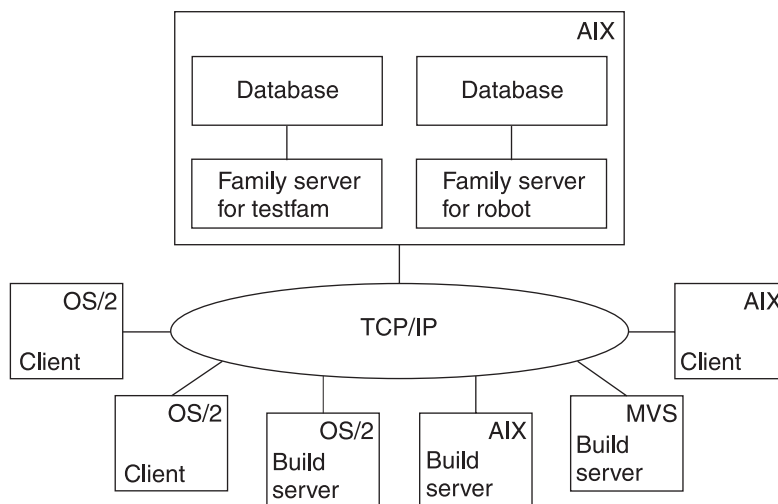 AIX
Database
Database
Family server
for testfam
Family server
for robot
TCP/IP
OS/2
Client
AIX
Client
OS/2
Client
OS/2
Build
server
AIX
Build
server
MVS
Build
server